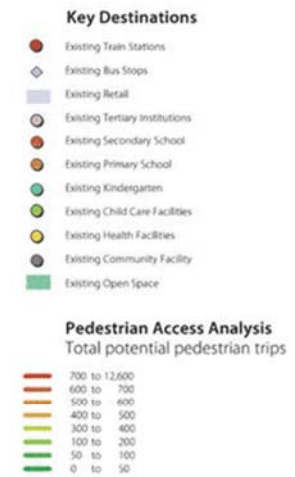 Key Destinations
Existing Train Stations
Existing Bus Stops
Existing Retail
Existing Tertiary Institutions
Existing Secondary School
Existing Primary School
Existing Kindergarten
Existing Child Care Facilities
Existing Health Facilities
Existing Community Facility
Existing Open Space
Pedestrian Access Analysis
Total potential pedestrian trips
700 to 12,600
600 to 700
500 to 600
400 to 500
300 to 400
100 to 200
50 to 100
0 to 50